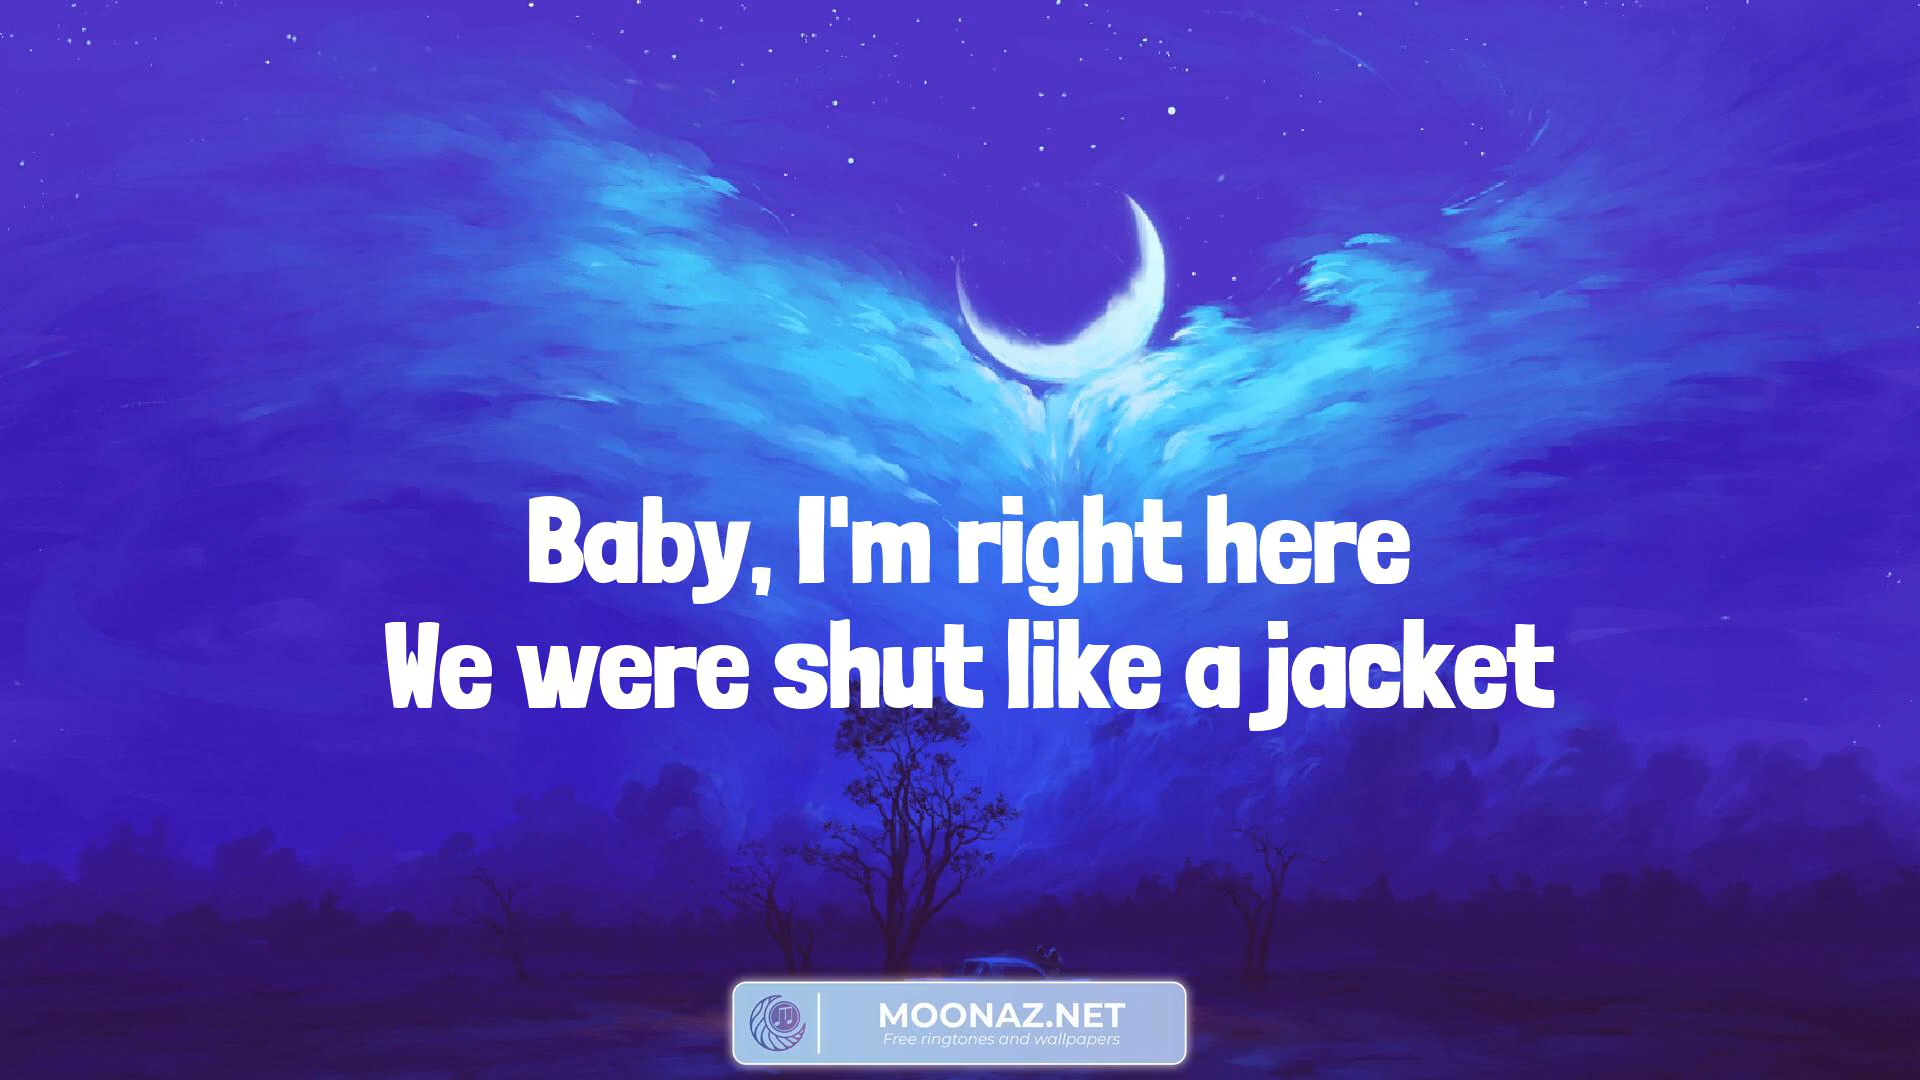 Baby, I'm right here
We were shut like a jacket
MOONAZ.NET
Free ringtones and wallpapers